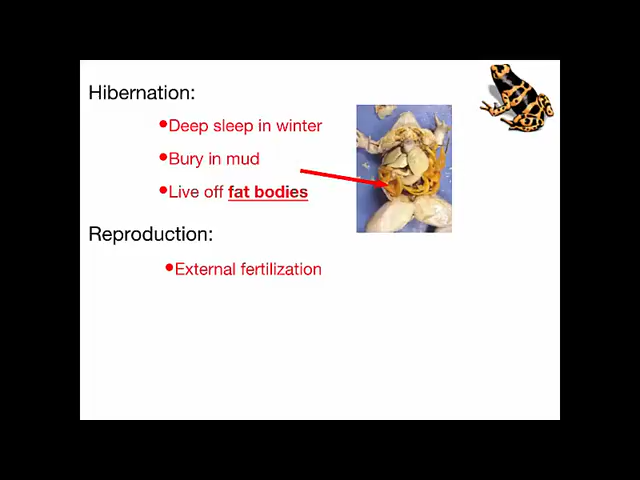 Hibernation:
•Deep sleep in winter
•Bury in mud
•Live off fat bodies
Reproduction:
•External fertilization